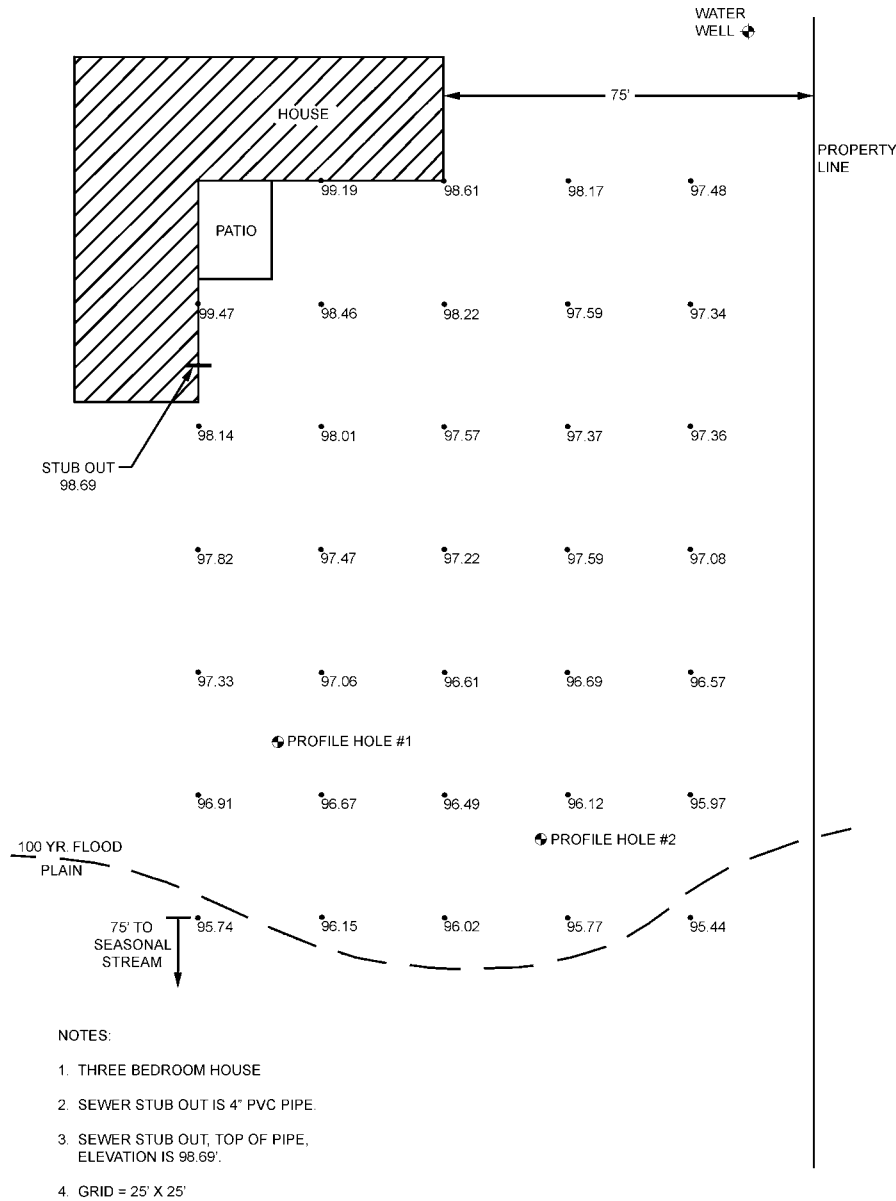 WATER
WELL
75'
HOUSE
PROPERTY
LINE
99.19 98.61 98.17 97.48
PATIO
99.47 98.46 98.22 97.59 97.34
98.14 98.01 97.57 97.37 97.36
STUB OUT
98.69
97.82 97.47 97.22 97.59 97.08
97.33 97.06 96.61 96.69 96.57
PROFILE HOLE #1
96.91 96.67 96.49 96.12 95.97
PROFILE HOLE #2
100 YR. FLOOD
PLAIN
95.74 96.15 96.02 95.77 95.44
75' TO
SEASONAL
STREAM
NOTES:
1. THREE BEDROOM HOUSE
2. SEWER STUB OUT IS 4" PVC PIPE.
3. SEWER STUB OUT, TOP OF PIPE,
ELEVATION IS 98.69'.
4. GRID = 25' X 25'